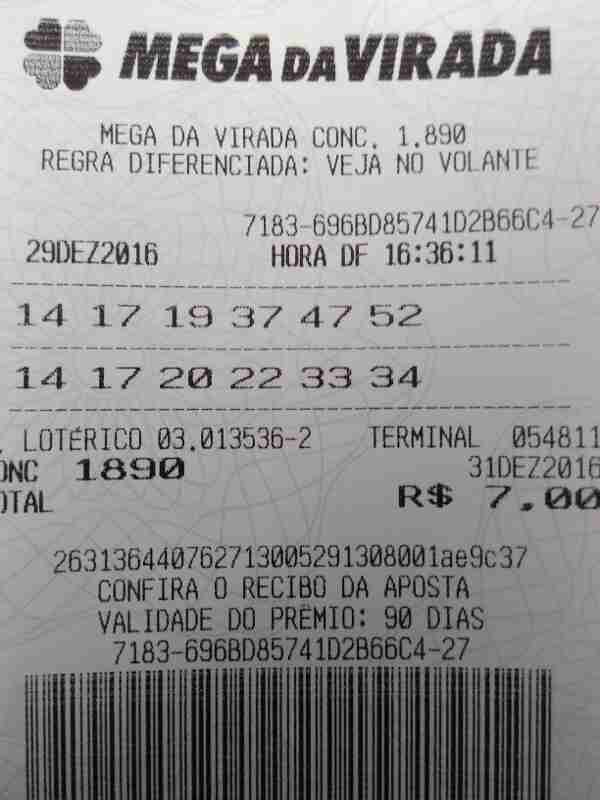 MEGA DA VIRADA
MEGA DA VIRADA CONC. 1.890
REGRA DIFERENCIADA: VEJA NO VOLANTE
7183-696BD85741D2B66C4-27
29DEZ2016 HORA DF 16:36:11
14 17 19 37 47 52
14 17 20 22 33 34
. LOTÉRICO 03.013536-2 TERMINAL 054811
ONC 1890 31DEZ2016
OTAL R$ 7,00
263136440762713005291308001ae9c37
CONFIRA O RECIBO DA APOSTA
VALIDADE DO PRÊMIO: 90 DIAS
7183-696BD85741D2B66C4-27